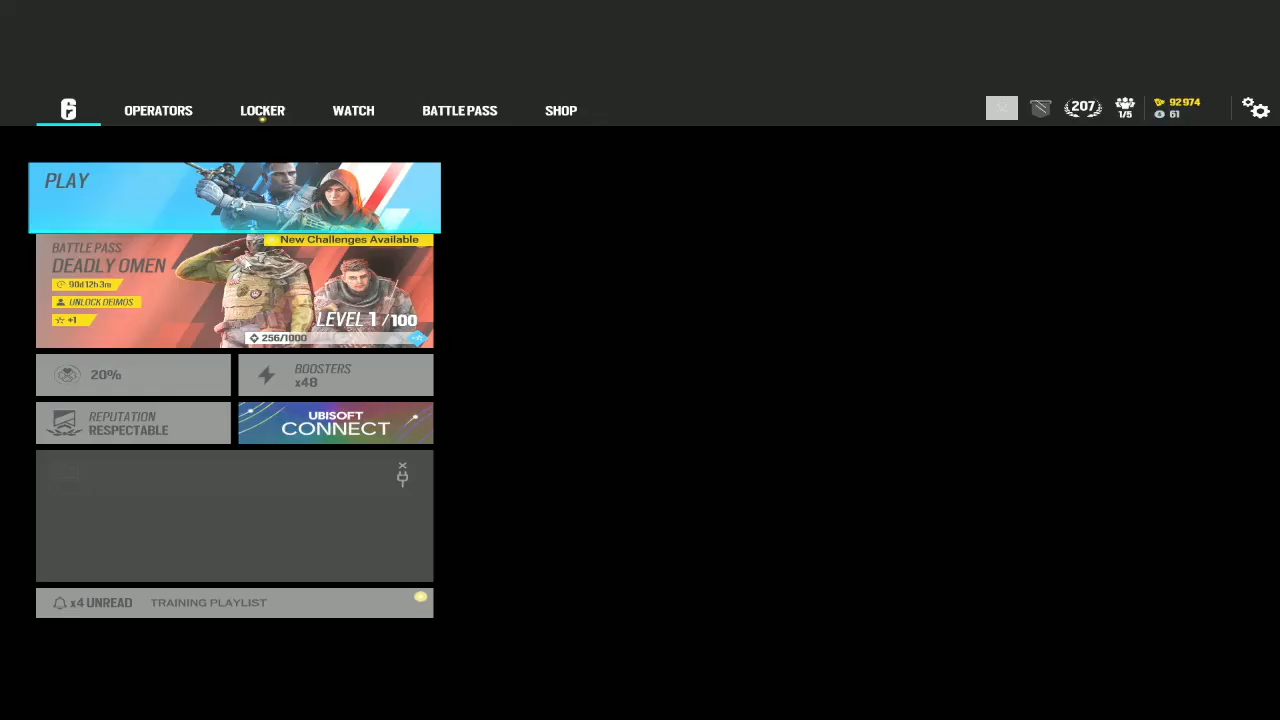 OPERATORS
LOCKER
WATCH
BATTLE PASS
SHOP
207
1/5
92 974
61
PLAY
New Challenges Available
BATTLE PASS
DEADLY OMEN
90d 12h 3m
UNLOCK DEIMOS
+1
LEVEL 1 /100
256/1000
20%
BOOSTERS
x48
REPUTATION
RESPECTABLE
UBISOFT
CONNECT
x4 UNREAD
TRAINING PLAYLIST